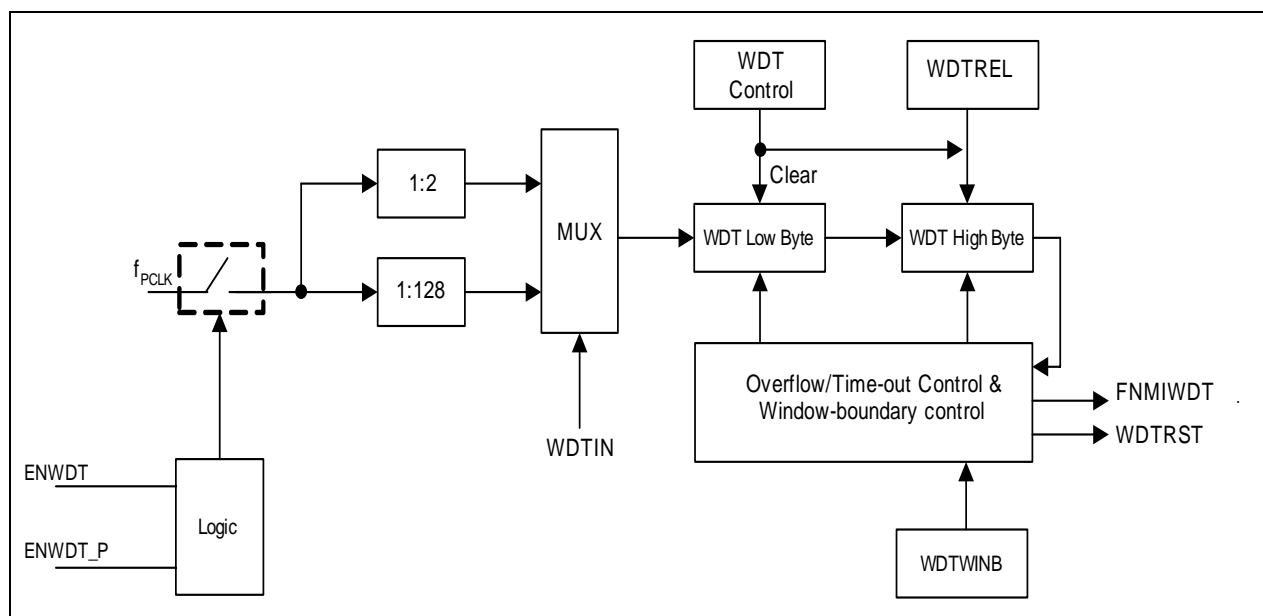 WDT
Control
WDTREL
1:2
Clear
MUX
WDT Low Byte
WDT High Byte
fPCLK
1:128
Overflow/Time-out Control &
Window-boundary control
FNMIWDT
.
WDTIN
WDTRST
ENWDT
Logic
ENWDT_P
WDTWINB